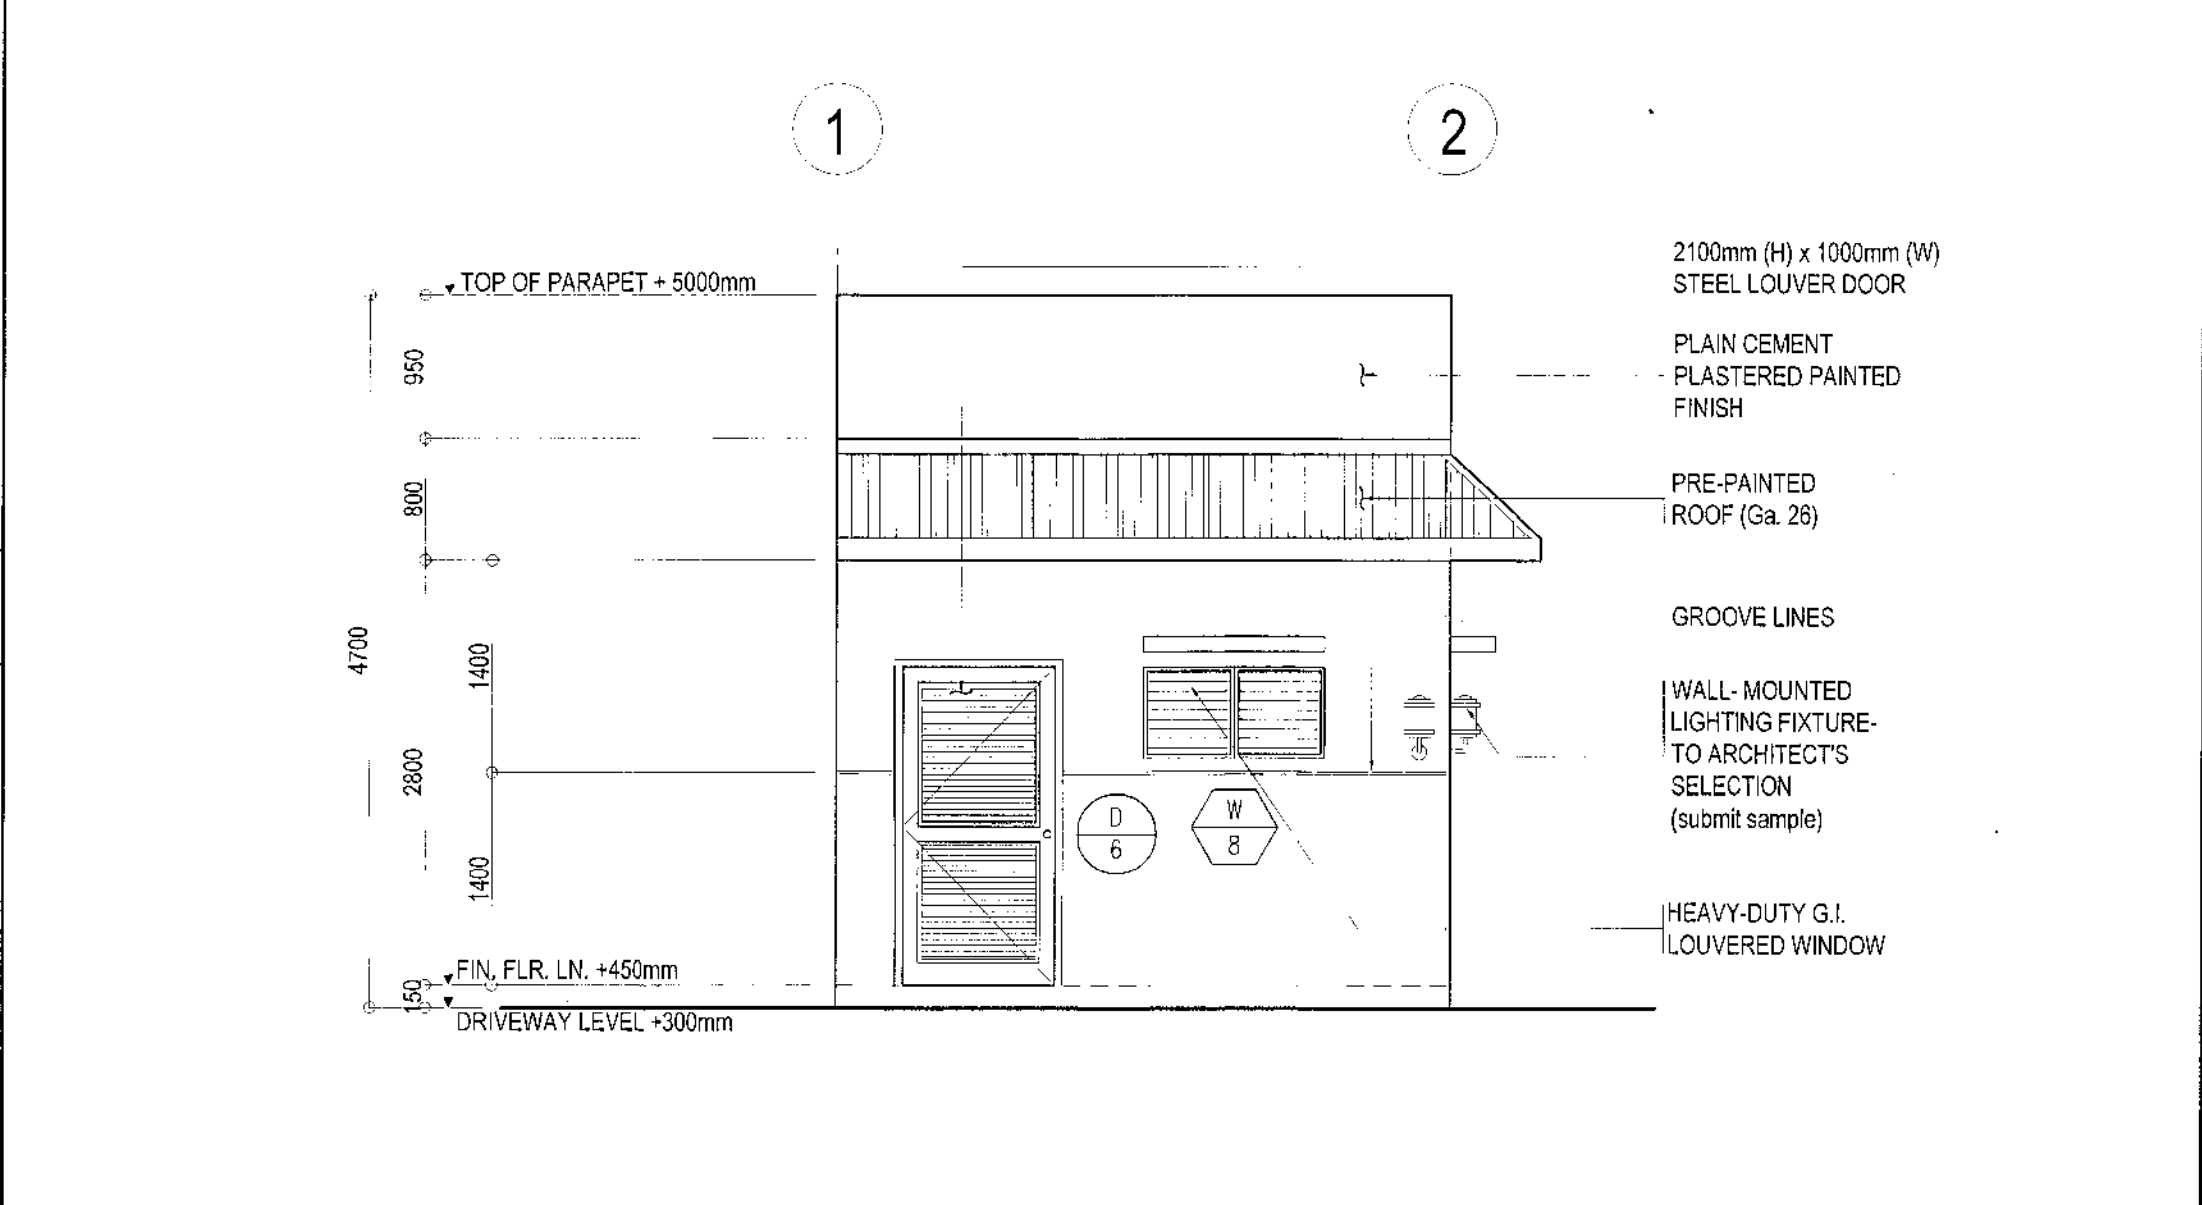 1
2
2100mm (H) x 1000mm (W)
STEEL LOUVER DOOR
TOP OF PARAPET + 5000mm
PLAIN CEMENT
PLASTERED PAINTED
FINISH
950
PRE-PAINTED
ROOF (Ga. 26)
800
GROOVE LINES
4700
1400
WALL- MOUNTED
LIGHTING FIXTURE-
TO ARCHITECT'S
SELECTION
(submit sample)
2800
D
6
W
8
1400
HEAVY-DUTY G.I.
LOUVERED WINDOW
FIN. FLR. LN. +450mm
150
DRIVEWAY LEVEL +300mm